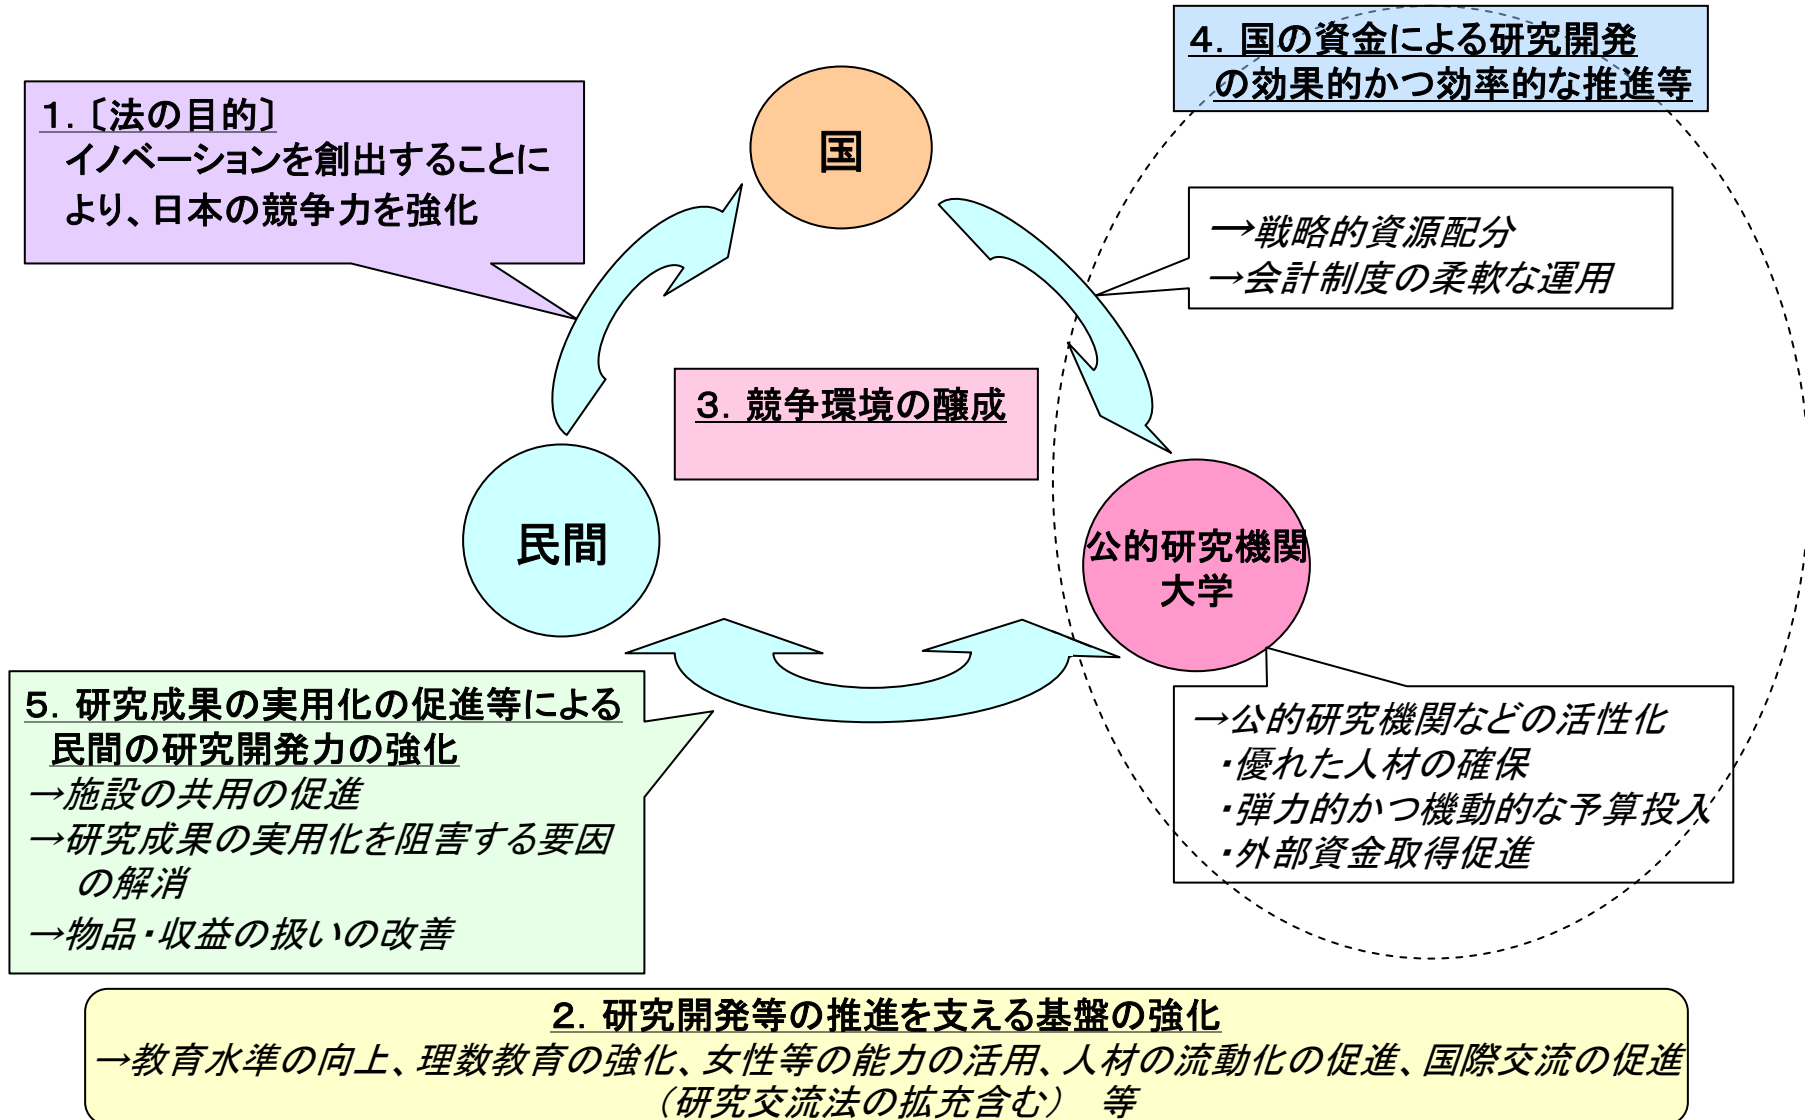 1.〔法の目的〕
イノベーションを創出することに
より、日本の競争力を強化
国
4. 国の資金による研究開発
の効果的かつ効率的な推進等
→戦略的資源配分
→会計制度の柔軟な運用
3. 競争環境の醸成
民間
公的研究機関
大学
5. 研究成果の実用化の促進等による
民間の研究開発力の強化
→施設の共用の促進
→研究成果の実用化を阻害する要因
の解消
→物品・収益の扱いの改善
→公的研究機関などの活性化
・優れた人材の確保
・弾力的かつ機動的な予算投入
・外部資金取得促進
2. 研究開発等の推進を支える基盤の強化
→教育水準の向上、理数教育の強化、女性等の能力の活用、人材の流動化の促進、国際交流の促進
(研究交流法の拡充含む) 等